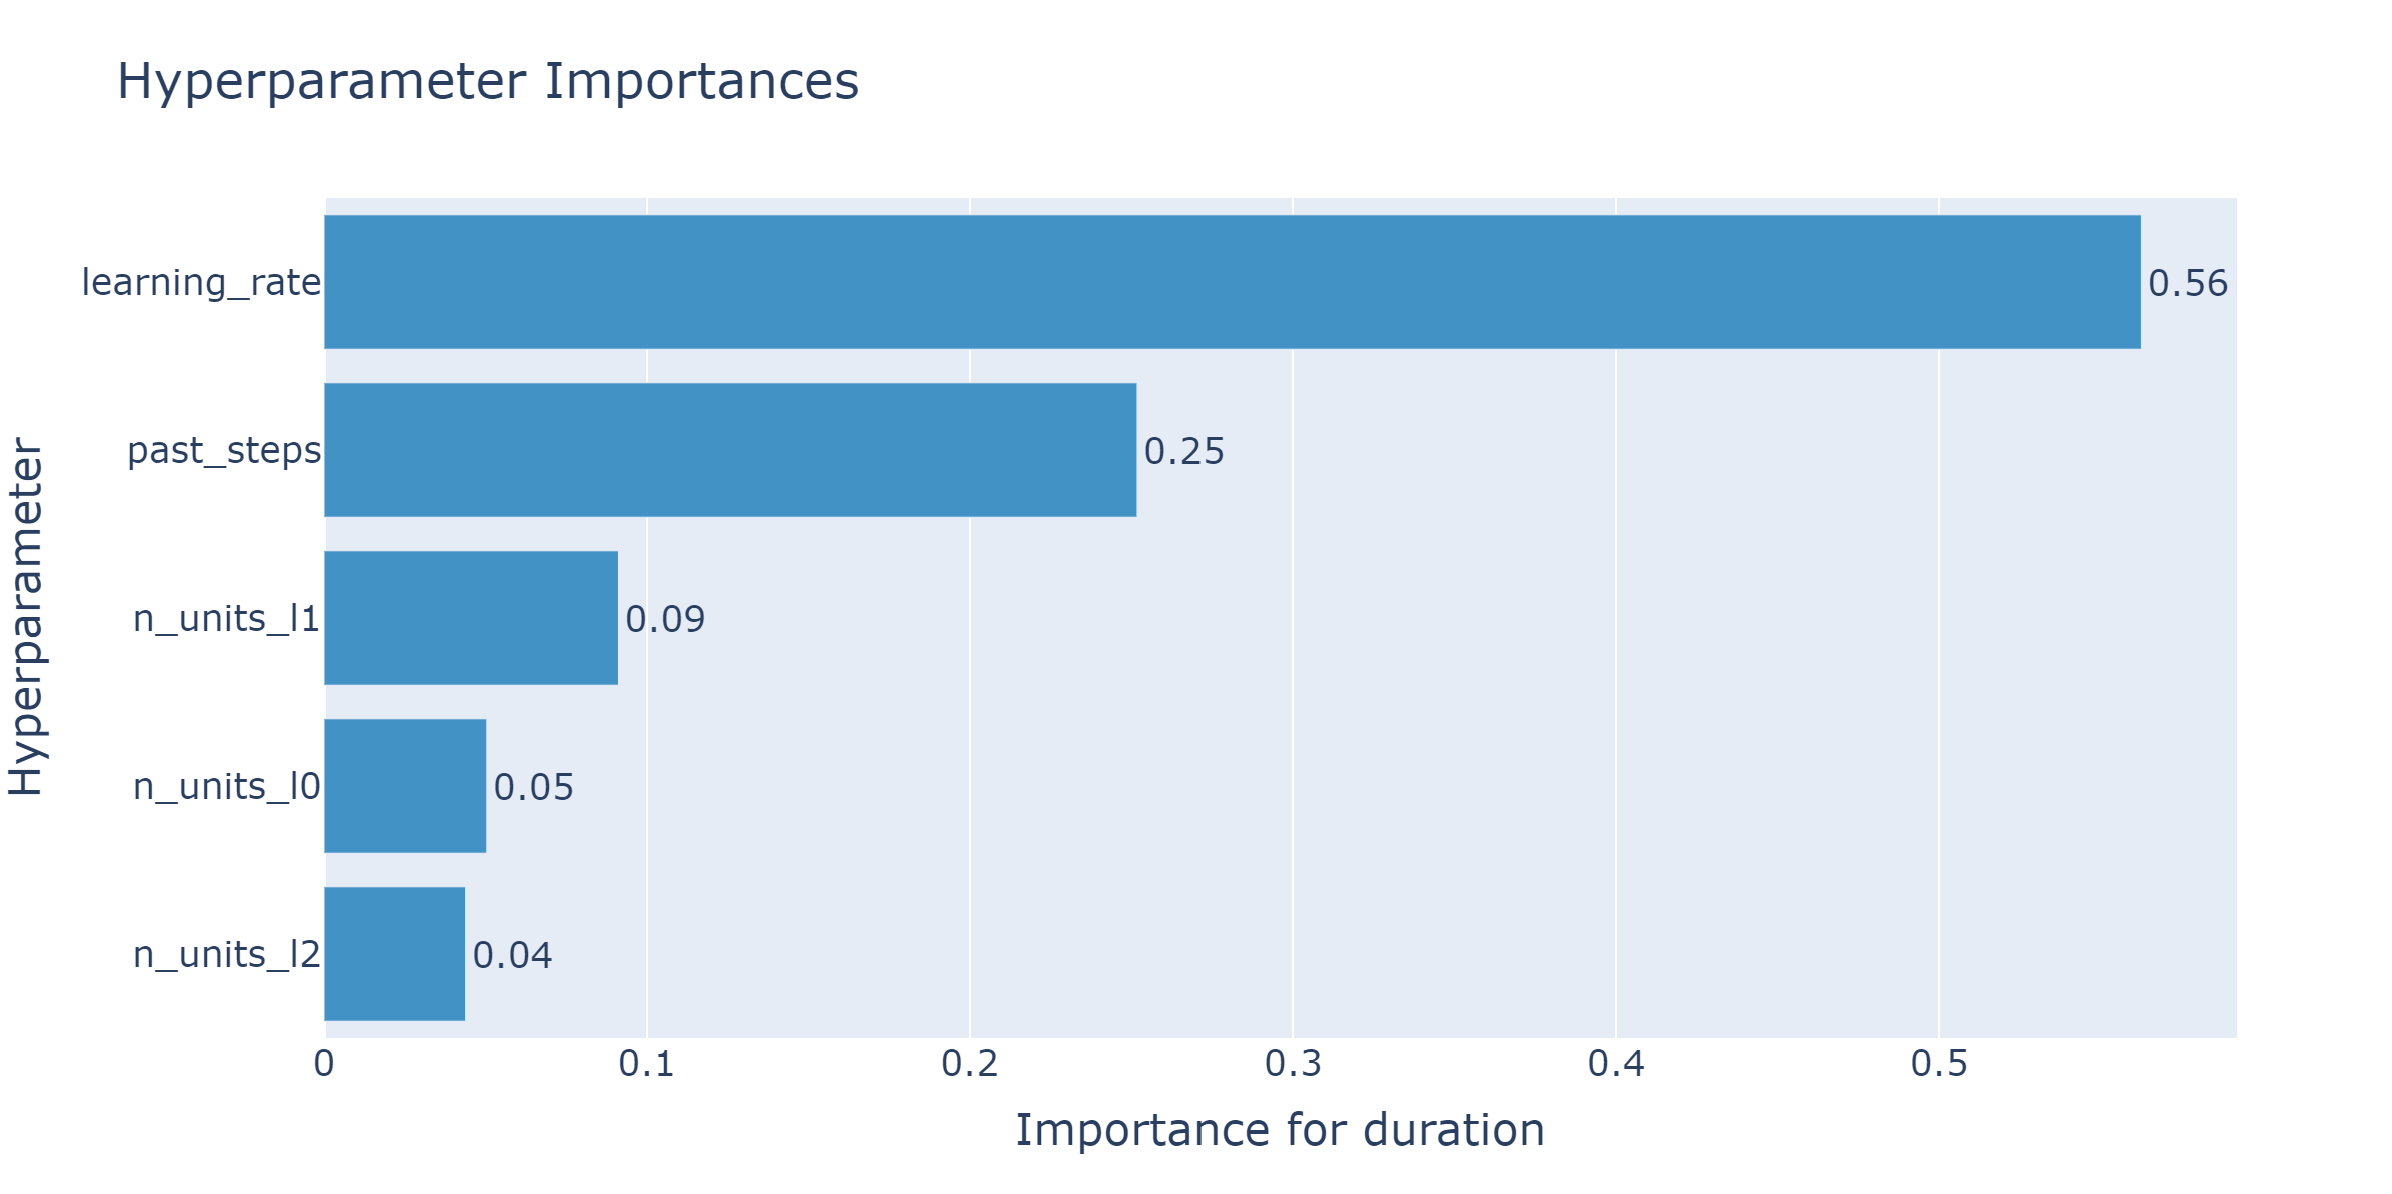 Hyperparameter Importances
Hyperparameter
learning_rate
0.56
past_steps
0.25
n_units_l1
0.09
n_units_l0
0.05
n_units_l2
0.04
0 0.1 0.2 0.3 0.4 0.5
Importance for duration